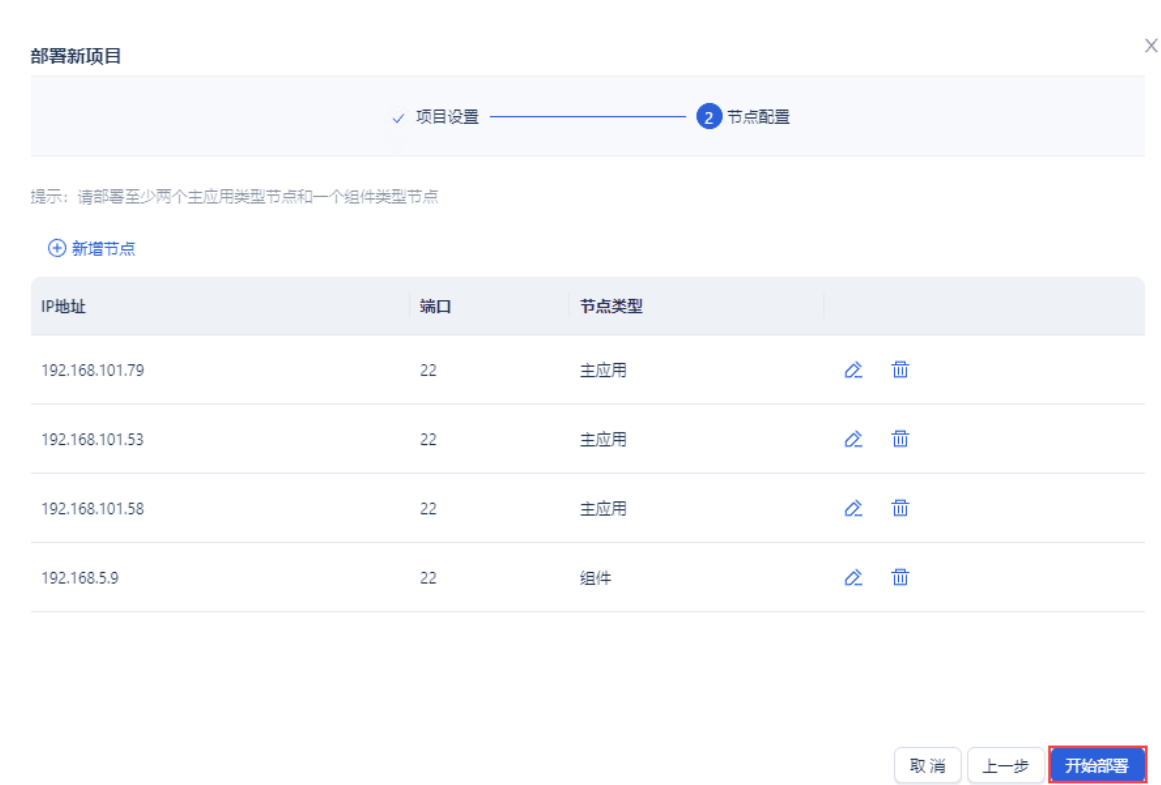 部署新项目
X
项目设置 2 节点配置
提示：请部署至少两个主应用类型节点和一个组件类型节点
新增节点
IP地址 端口 节点类型
192.168.101.79 22 主应用
192.168.101.53 22 主应用
192.168.101.58 22 主应用
192.168.5.9 22 组件
取消 上一步 开始部署